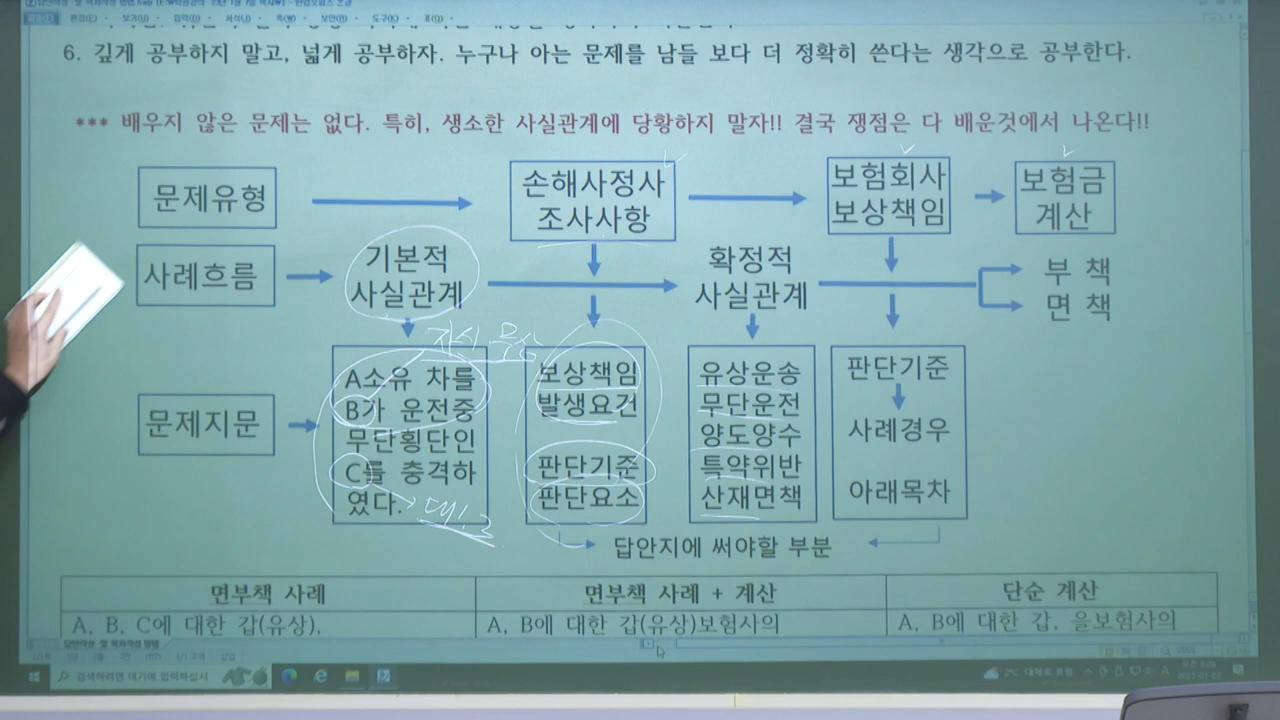 6. 깊게 공부하지 말고, 넓게 공부하자. 누구나 아는 문제를 남들 보다 더 정확히 쓴다는 생각으로 공부한다.
*** 배우지 않은 문제는 없다. 특히, 생소한 사실관계에 당황하지 말자!! 결국 쟁점은 다 배운것에서 나온다!!
문제유형
손해사정사
조사사항
보험회사
보상책임
보험금
계산
사례흐름
기본적
사실관계
확정적
사실관계
부 책
면 책
문제지문
A소유 차를
B가 운전중
무단횡단인
C를 충격하
였다.
보상책임
발생요건
판단기준
판단요소
유상운송
무단운전
양도양수
특약위반
산재면책
판단기준
사례경우
아래목차
답안지에 써야할 부분
면부책 사례
면부책 사례 + 계산
단순 계산
A, B, C에 대한 갑(유상),
A, B에 대한 갑(유상)보험사의
A, B에 대한 갑, 을보험사의
검색하려면 여기에 입력하십시